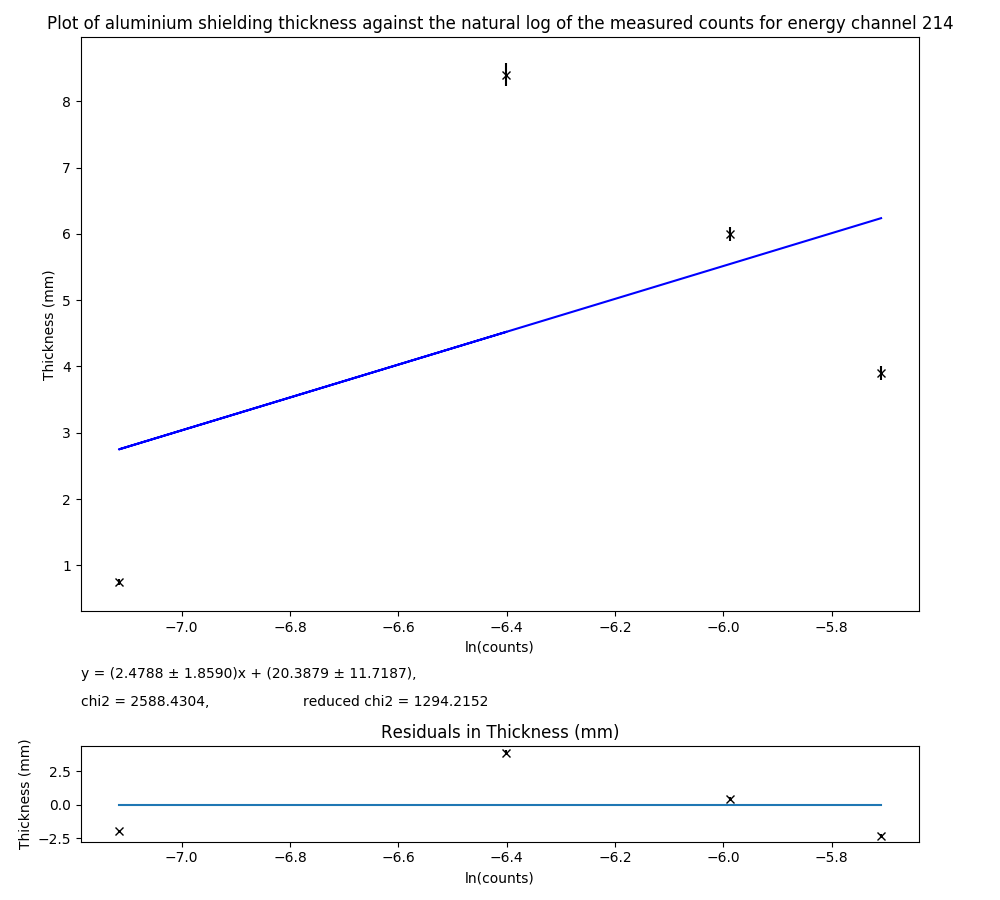 Plot of aluminium shielding thickness against the natural log of the measured counts for energy channel 214
8
7
6
5
4
3
2
1
Thickness (mm)
−7.0 −6.8 −6.6 −6.4 −6.2 −6.0 −5.8
ln(counts)
y = (2.4788 ± 1.8590)x + (20.3879 ± 11.7187),
chi2 = 2588.4304, reduced chi2 = 1294.2152
Residuals in Thickness (mm)
2.5
0.0
−2.5
Thickness (mm)
−7.0 −6.8 −6.6 −6.4 −6.2 −6.0 −5.8
ln(counts)